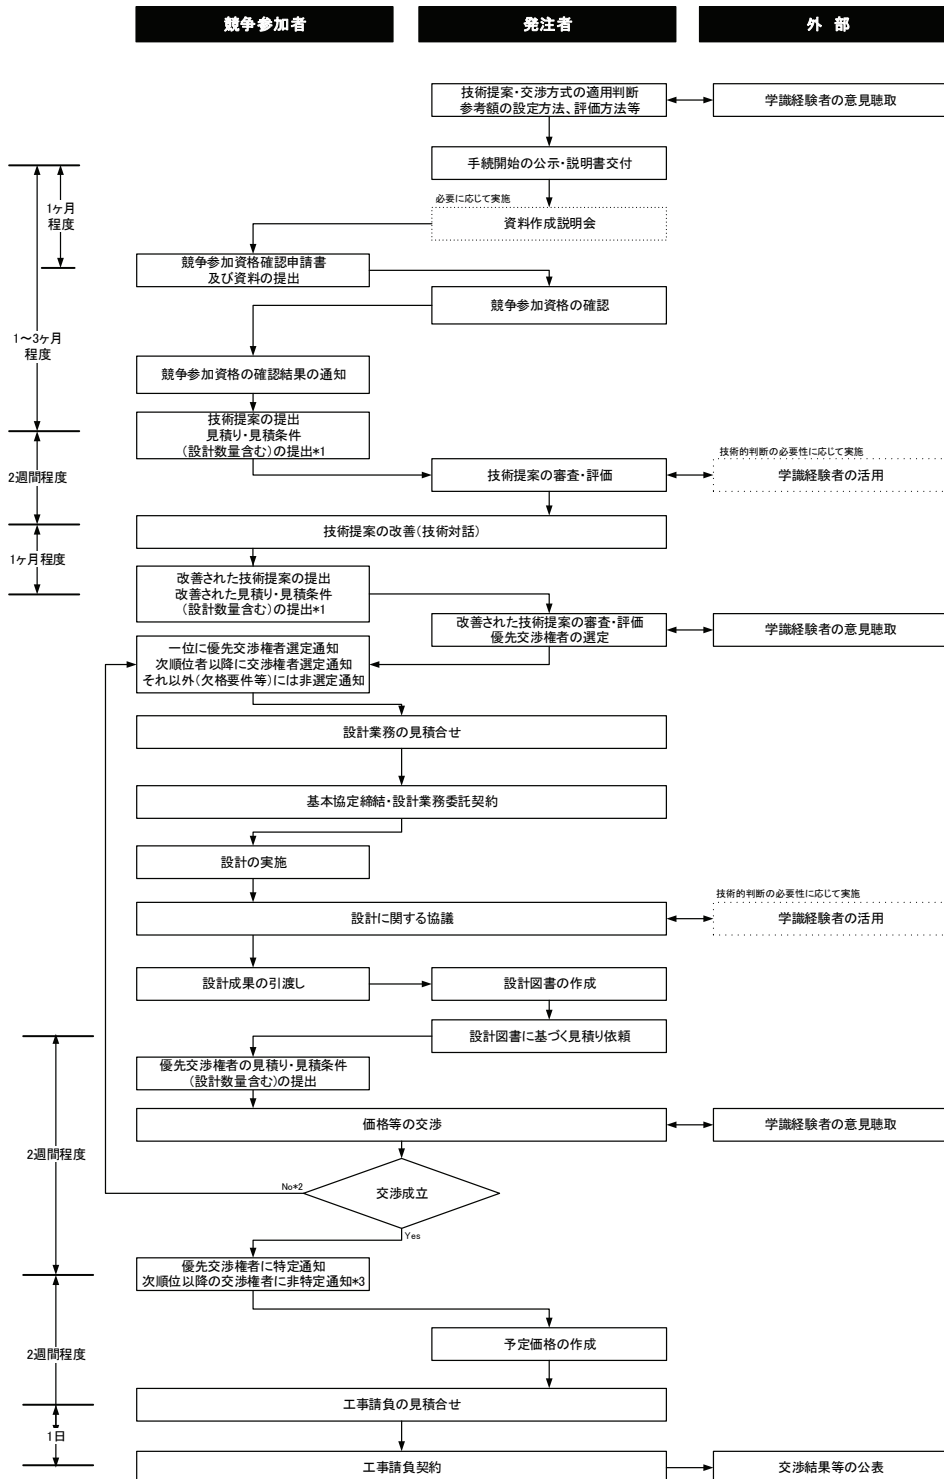 競争参加者
発注者
外 部
技術提案・交渉方式の適用判断
参考額の設定方法、評価方法等
学識経験者の意見聴取
手続開始の公示・説明書交付
必要に応じて実施
資料作成説明会
1ヶ月
程度
競争参加資格確認申請書
及び資料の提出
競争参加資格の確認
1～3ヶ月
程度
競争参加資格の確認結果の通知
技術提案の提出
見積り・見積条件
(設計数量含む)の提出*1
技術的判断の必要性に応じて実施
2週間程度
技術提案の審査・評価
学識経験者の活用
技術提案の改善(技術対話)
1ヶ月程度
改善された技術提案の提出
改善された見積り・見積条件
(設計数量含む)の提出*1
改善された技術提案の審査・評価
優先交渉権者の選定
学識経験者の意見聴取
一位に優先交渉権者選定通知
次順位者以降に交渉権者選定通知
それ以外(欠格要件等)には非選定通知
設計業務の見積合せ
基本協定締結・設計業務委託契約
設計の実施
技術的判断の必要性に応じて実施
設計に関する協議
学識経験者の活用
設計成果の引渡し
設計図書の作成
設計図書に基づく見積り依頼
優先交渉権者の見積り・見積条件
(設計数量含む)の提出
価格等の交渉
学識経験者の意見聴取
2週間程度
No*2
交渉成立
Yes
優先交渉権者に特定通知
次順位以降の交渉権者に非特定通知*3
予定価格の作成
2週間程度
工事請負の見積合せ
1日
工事請負契約
交渉結果等の公表